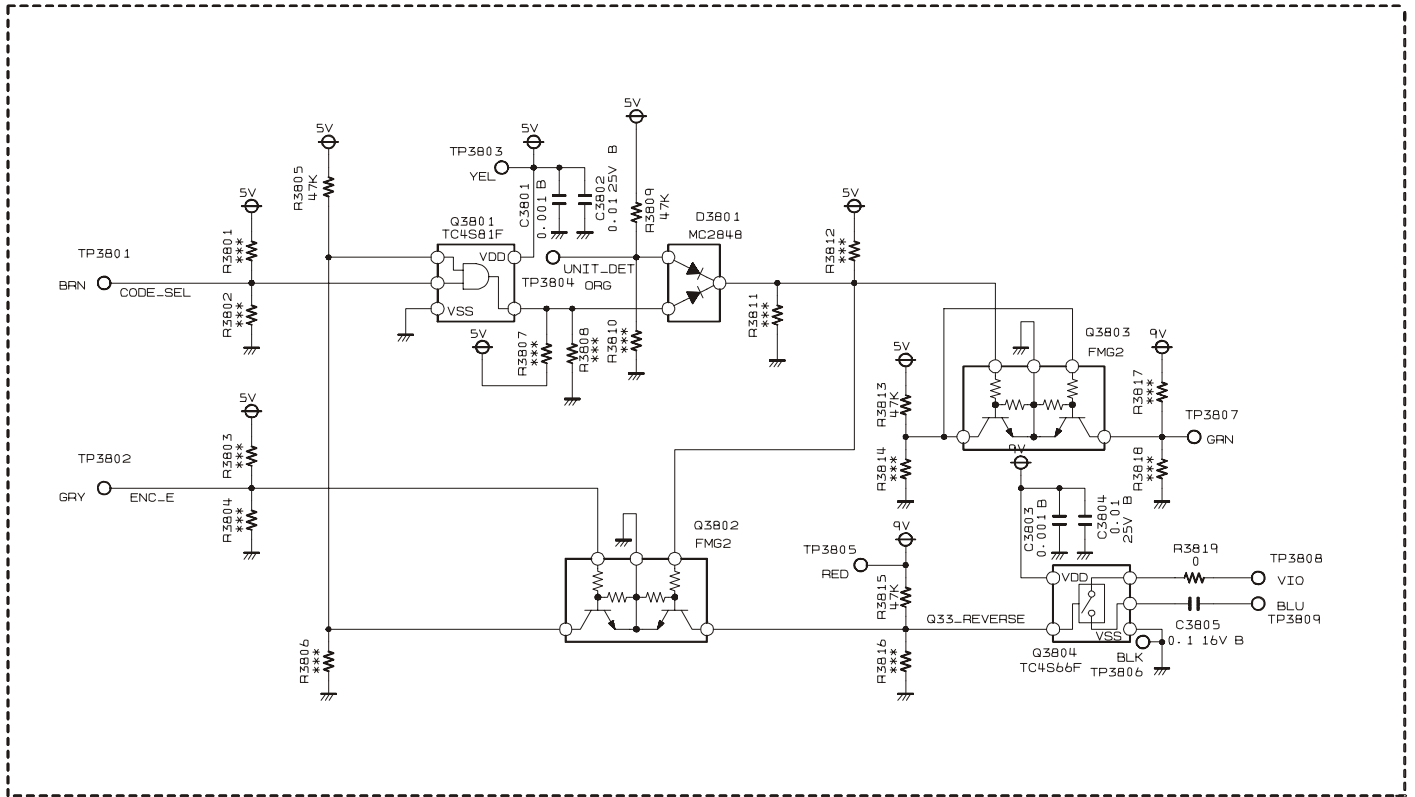 5V
5V
5V
TP3803
YEL
R3805
47K
C3801
0.001 B
C3802
0.01 25V B
R3809
47K
D3801
MC2848
5V
5V
TP3801
BRN
CODE_SEL
R3801
***
R3802
***
Q3801
TC4S81F
VDD
VSS
TP3804
UNIT_DET
ORG
R3812
***
R3811
***
5V
R3807
***
R3808
***
R3810
***
5V
Q3803
FMG2
9V
R3813
47K
R3814
***
R3817
***
R3818
***
TP3807
GRN
5V
TP3802
GRY
ENC_E
R3803
***
R3804
***
Q3802
FMG2
9V
C3803
0.001 B
C3804
0.01
25V B
9V
TP3805
RED
R3815
47K
R3816
***
R3806
***
Q33_REVERSE
VDD
VSS
Q3804
TC4S66F
R3819
0
TP3808
VIO
BLU
TP3809
C3805
0.1 16V B
BLK
TP3806